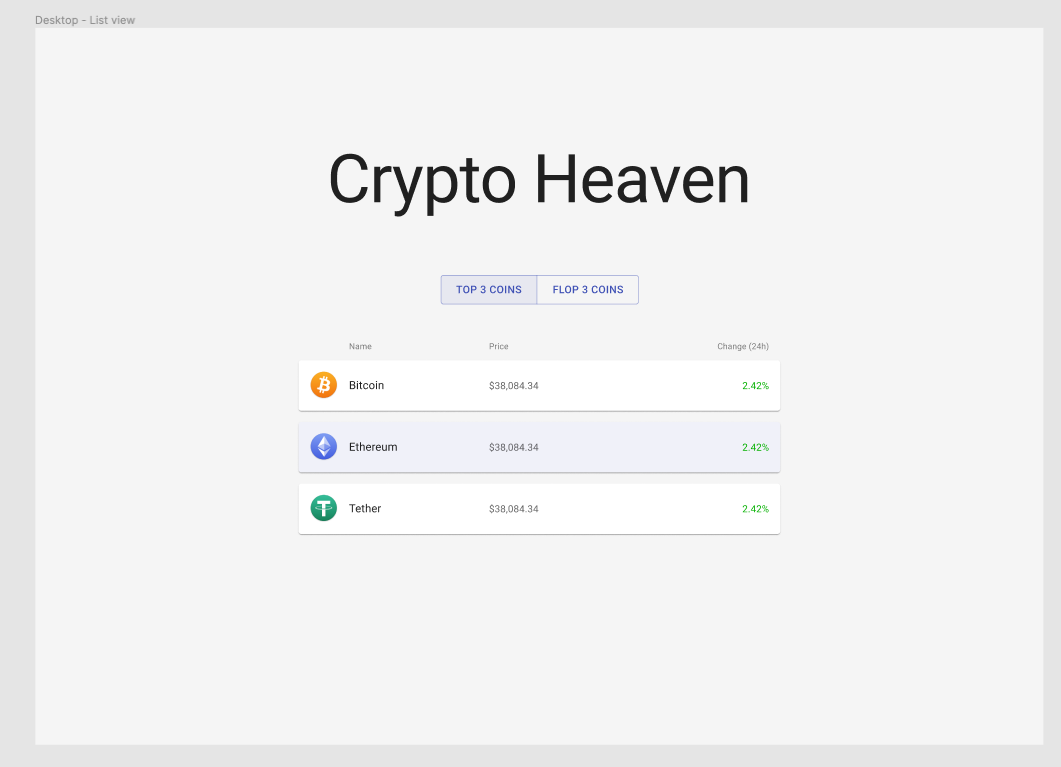 Desktop - List view
Crypto Heaven
TOP 3 COINS FLOP 3 COINS
Name Price Change (24h)
Bitcoin $38,084.34 2.42%
Ethereum $38,084.34 2.42%
Tether $38,084.34 2.42%